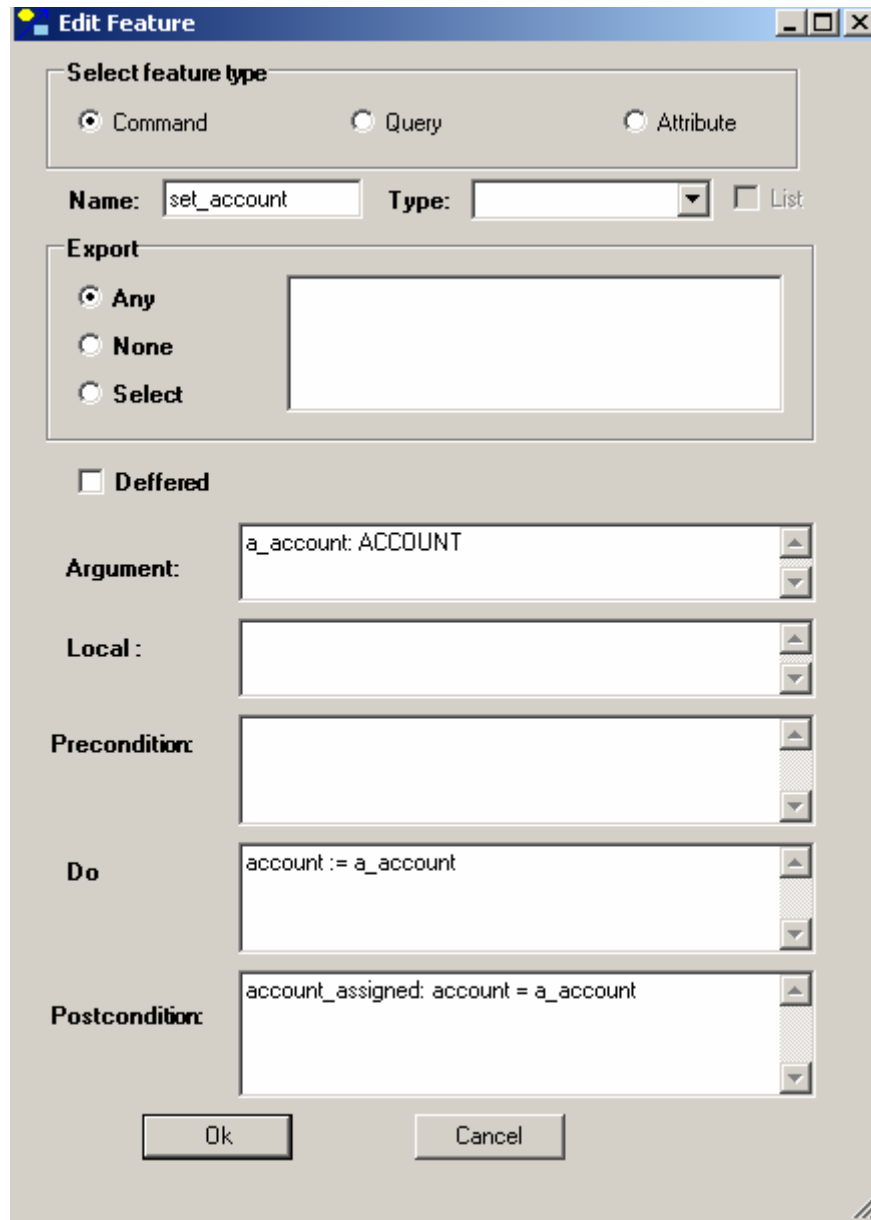 Edit Feature
Select feature type
Command Query Attribute
Name: set_account Type: List
Export
Any
None
Select
Deffered
Argument: a_account: ACCOUNT
Local :
Precondition:
Do account := a_account
Postcondition: account_assigned: account = a_account
Ok Cancel